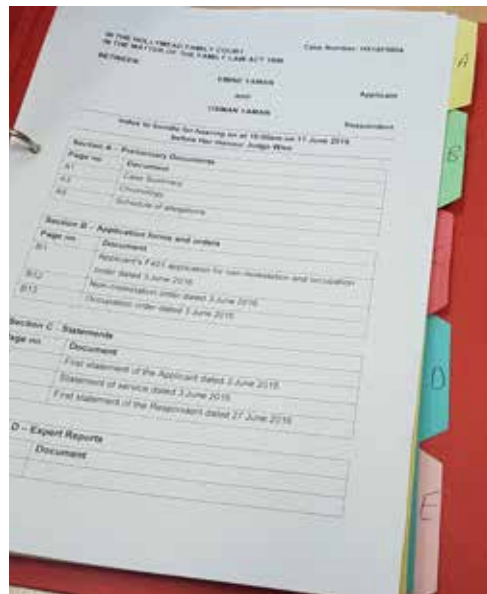 IN THE HOLLYMEAD FAMILY COURT
Case Number:
IN THE MATTER OF THE FAMILY LAW ACT 1996
BETWEEN:
EMINE YAMAN
Applicant
and
OSMAN YAMAN
Respondent
Index to bundle for hearing on at 10:00am on 11 June 2016
before Her Honour Judge Wise
Section A - Preliminary Documents
Page no Document
A1 Case Summary
A3 Chronology
Schedule of allegations
Section B - Application forms and orders
Page no Document
B1 Applicant's F401 application for non-molestation and occupation
order dated 3 June 2016
B12 Non-molestation order dated 3 June 2016
B13 Occupation order dated 3 June 2016
Section C - Statements
age no Document
First statement of the Applicant dated 3 June 2016
Statement of service dated 3 June 2016
First statement of the Respondent dated 27 June 2016
D - Expert Reports
Document
A
B
D
E